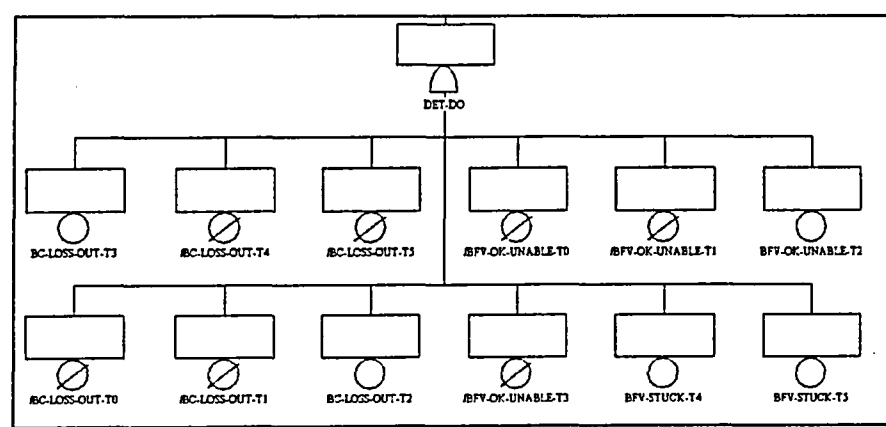 DET-DO
BC-LOSS-OUT-T3 /BC-LOSS-OUT-T4 /BC-LOSS-OUT-T5 /BFV-OK-UNABLE-T0 /BFV-OK-UNABLE-T1 BFV-OK-UNABLE-T2
/BC-LOSS-OUT-T0 /BC-LOSS-OUT-T1 BC-LOSS-OUT-T2 /BFV-OK-UNABLE-T3 BFV-STUCK-T4 BFV-STUCK-T5